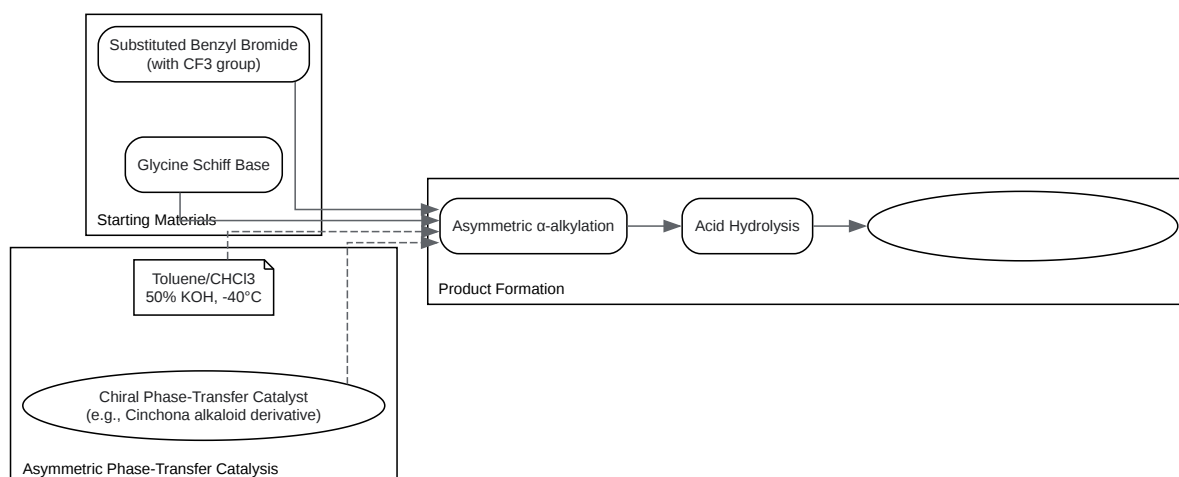 Substituted Benzyl Bromide
(with CF3 group)
Glycine Schiff Base
Starting Materials
Toluene/CHCl3
50% KOH, -40°C
Chiral Phase-Transfer Catalyst
(e.g., Cinchona alkaloid derivative)
Asymmetric Phase-Transfer Catalysis
Asymmetric α-alkylation
Acid Hydrolysis
Product Formation